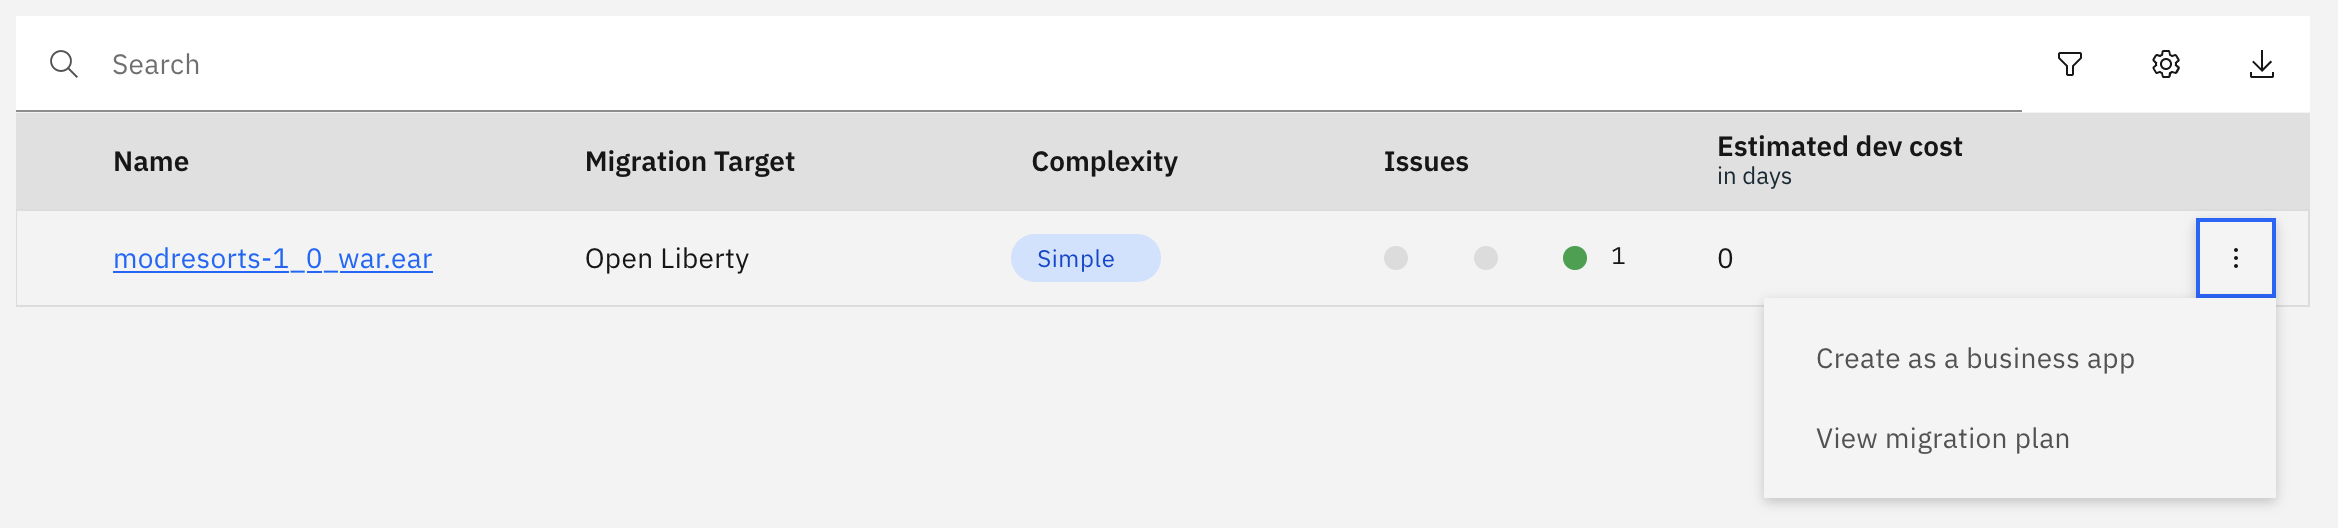 Search
Name
Migration Target
Complexity
Issues
Estimated dev cost
in days
modresorts-1_0_war.ear
Open Liberty
Simple
1
0
Create as a business app
View migration plan